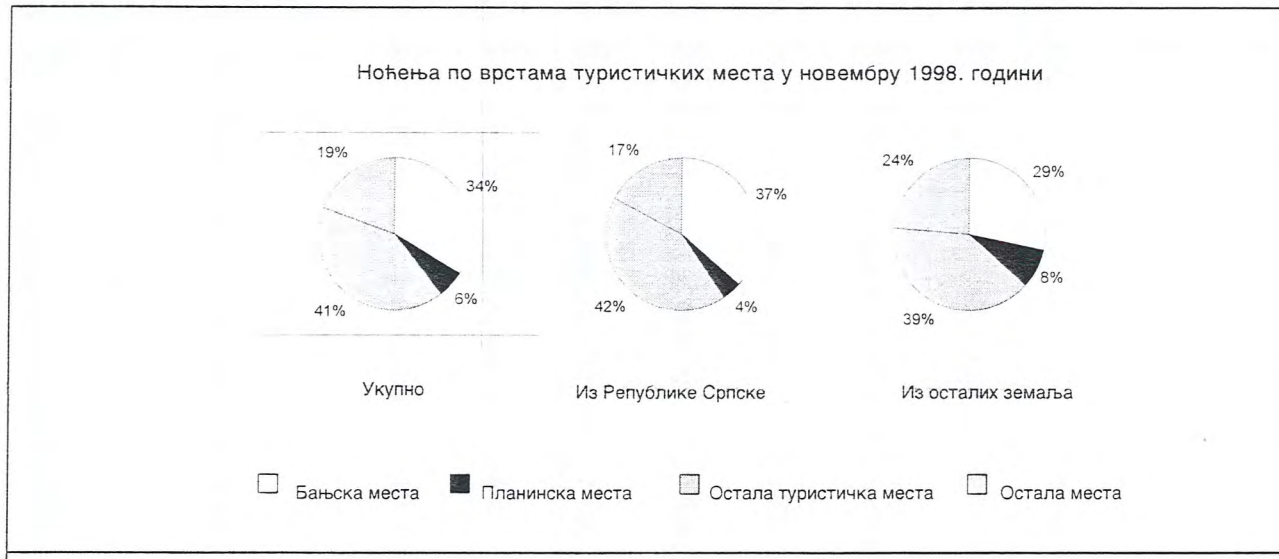 Ноћења по врстама туристичких места у новембру 1998. години
19%
34%
41%
6%
Укупно
17%
37%
42%
4%
Из Републике Српске
24%
29%
39%
8%
Из осталих земаља
Бањска места
Планинска места
Остала туристичка места
Остала места